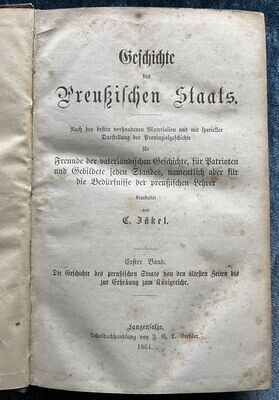 Geschichte
des
Preußischen Staats.
Nach den besten vorhandenen Materialien und mit specieller
Darstellung der Provinzialgeschichte
für
Freunde der vaterländischen Geschichte, für Patrioten
und Gebildete jeden Standes, namentlich aber für
die Bedürfnisse der preußischen Lehrer
bearbeitet
von
C. Jäkel.
Erster Band.
Die Geschichte des preußischen Staats von den ältesten Zeiten bis
zur Erhebung zum Königreiche.
Langensalza,
Schulbuchhandlung von F. G. L. Greßler.
1864.